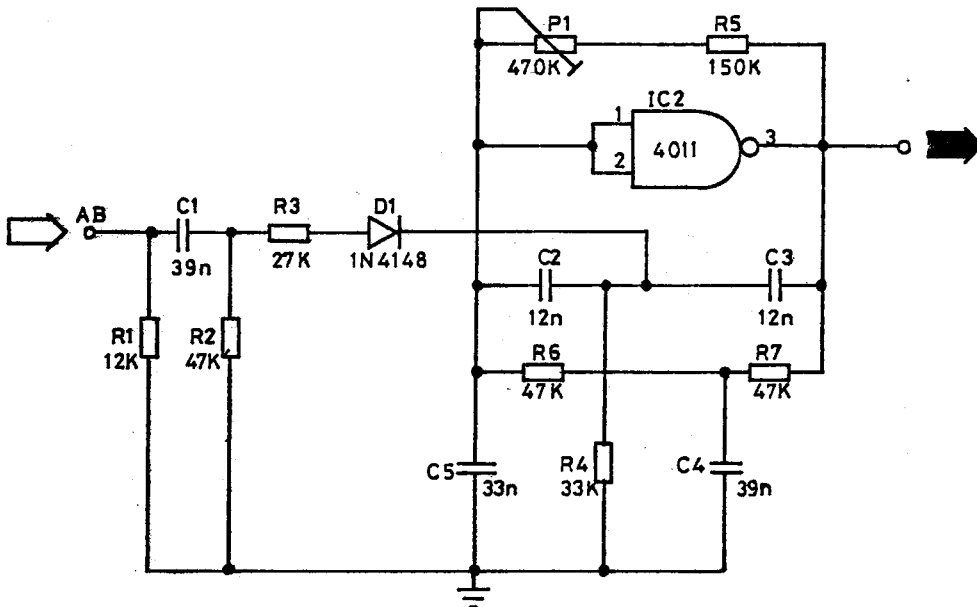 P1
470K
R5
150K
IC2
1
2
4011
3
AB
C1
39n
R3
27K
D1
1N4148
C2
12n
C3
12n
R1
12K
R2
47K
R6
47K
R7
47K
C5
33n
R4
33K
C4
39n